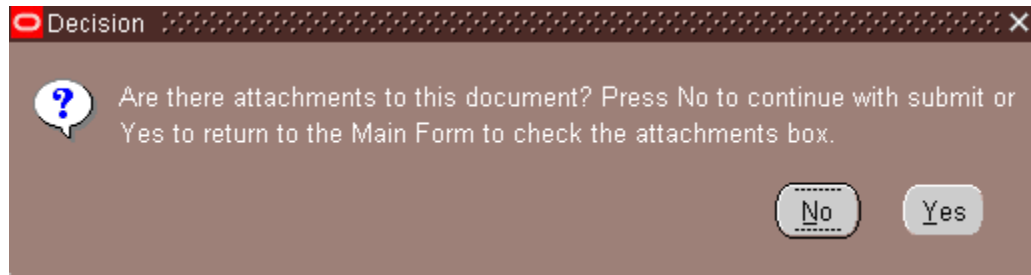 Decision
Are there attachments to this document? Press No to continue with submit or
Yes to return to the Main Form to check the attachments box.
No Yes